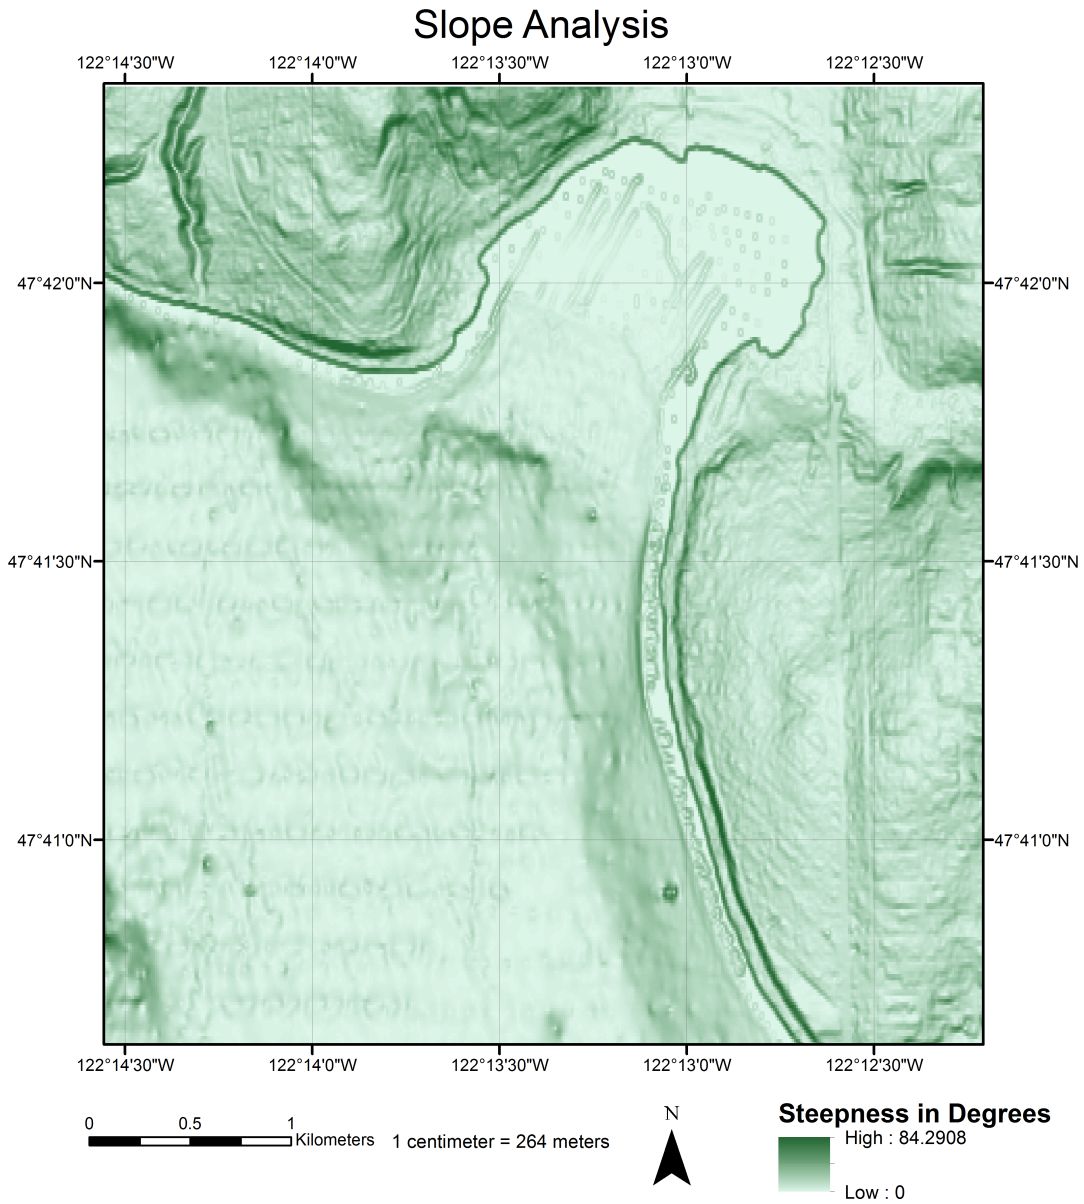 Slope Analysis
122°14'30"W 122°14'0"W 122°13'30"W 122°13'0"W 122°12'30"W
47°42'0"N 47°42'0"N
47°41'30"N 47°41'30"N
47°41'0"N 47°41'0"N
122°14'30"W 122°14'0"W 122°13'30"W 122°13'0"W 122°12'30"W
0 0.5 1
Kilometers
1 centimeter = 264 meters
N
Steepness in Degrees
High : 84.2908
Low : 0